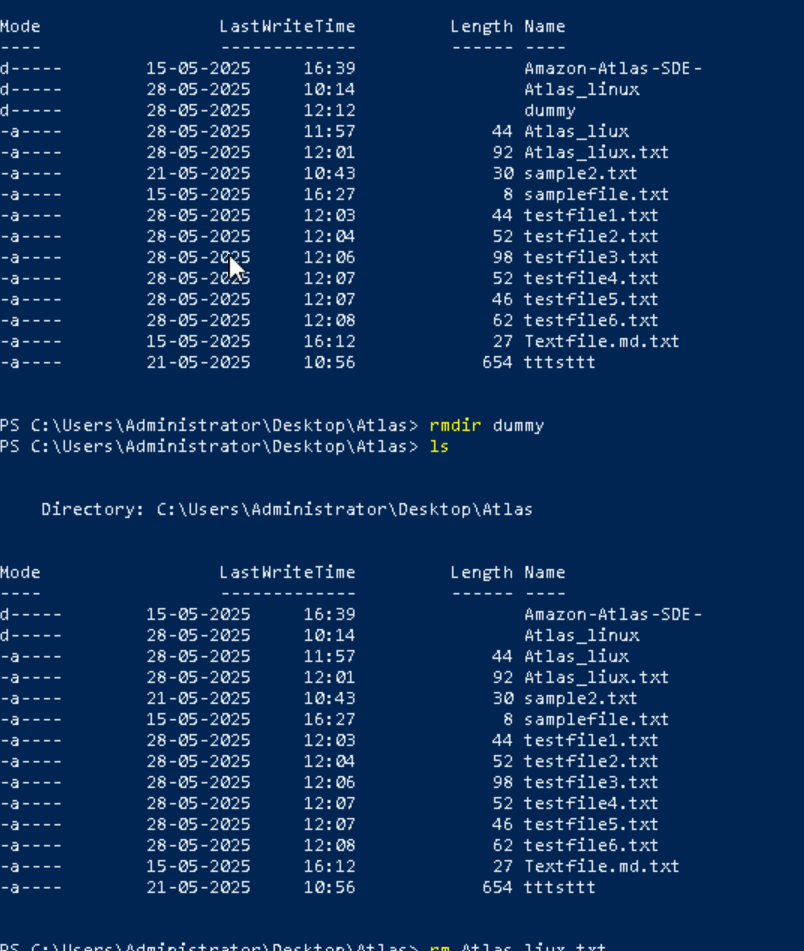 Mode LastWriteTime Length Name
---- ------------- ------ ----
d----- 15-05-2025 16:39 Amazon-Atlas-SDE-
d----- 28-05-2025 10:14 Atlas_linux
d----- 28-05-2025 12:12 dummy
-a---- 28-05-2025 11:57 44 Atlas_liux
-a---- 28-05-2025 12:01 92 Atlas_liux.txt
-a---- 21-05-2025 10:43 30 sample2.txt
-a---- 15-05-2025 16:27 8 samplefile.txt
-a---- 28-05-2025 12:03 44 testfile1.txt
-a---- 28-05-2025 12:04 52 testfile2.txt
-a---- 28-05-2025 12:06 98 testfile3.txt
-a---- 28-05-2025 12:07 52 testfile4.txt
-a---- 28-05-2025 12:07 46 testfile5.txt
-a---- 28-05-2025 12:08 62 testfile6.txt
-a---- 15-05-2025 16:12 27 Textfile.md.txt
-a---- 21-05-2025 10:56 654 tttsttt
PS C:\Users\Administrator\Desktop\Atlas> rmdir dummy
PS C:\Users\Administrator\Desktop\Atlas> ls
Directory: C:\Users\Administrator\Desktop\Atlas
Mode LastWriteTime Length Name
---- ------------- ------ ----
d----- 15-05-2025 16:39 Amazon-Atlas-SDE-
d----- 28-05-2025 10:14 Atlas_linux
-a---- 28-05-2025 11:57 44 Atlas_liux
-a---- 28-05-2025 12:01 92 Atlas_liux.txt
-a---- 21-05-2025 10:43 30 sample2.txt
-a---- 15-05-2025 16:27 8 samplefile.txt
-a---- 28-05-2025 12:03 44 testfile1.txt
-a---- 28-05-2025 12:04 52 testfile2.txt
-a---- 28-05-2025 12:06 98 testfile3.txt
-a---- 28-05-2025 12:07 52 testfile4.txt
-a---- 28-05-2025 12:07 46 testfile5.txt
-a---- 28-05-2025 12:08 62 testfile6.txt
-a---- 15-05-2025 16:12 27 Textfile.md.txt
-a---- 21-05-2025 10:56 654 tttsttt
PS C:\Users\Administrator\Desktop\Atlas> rm Atlas_liux.txt